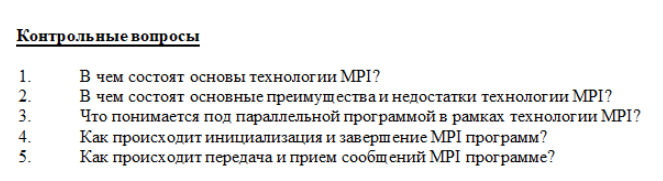 Контрольные вопросы
1. В чем состоят основы технологии MPI?
2. В чем состоят основные преимущества и недостатки технологии MPI?
3. Что понимается под параллельной программой в рамках технологии MPI?
4. Как происходит инициализация и завершение MPI программ?
5. Как происходит передача и прием сообщений MPI программе?